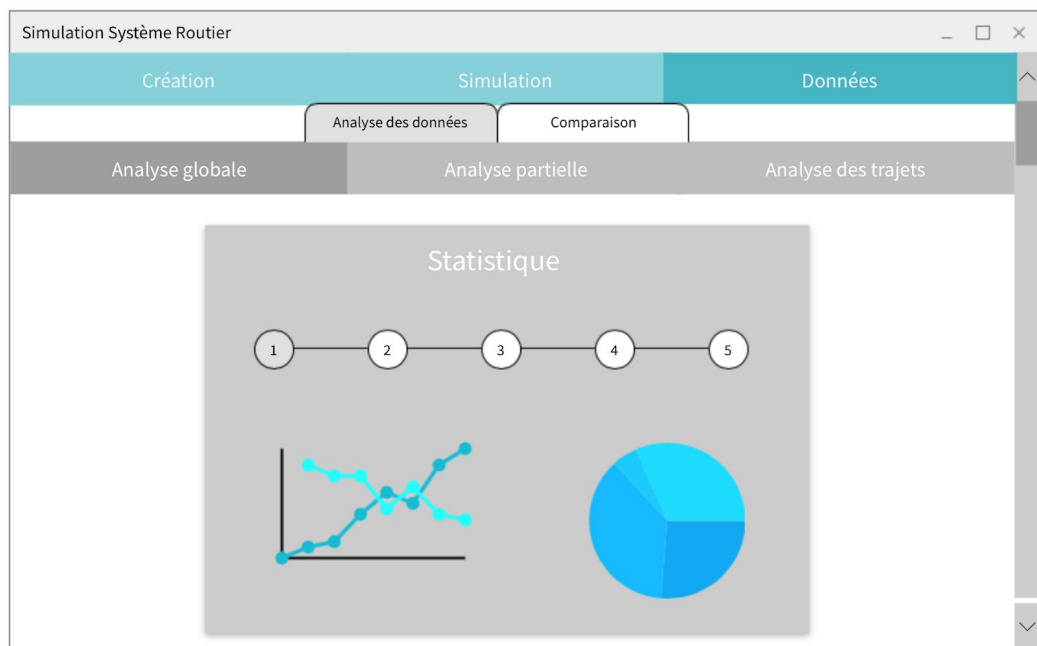 Simulation Système Routier
Création Simulation Données
Analyse des données Comparaison
Analyse globale Analyse partielle Analyse des trajets
Statistique
1 2 3 4 5